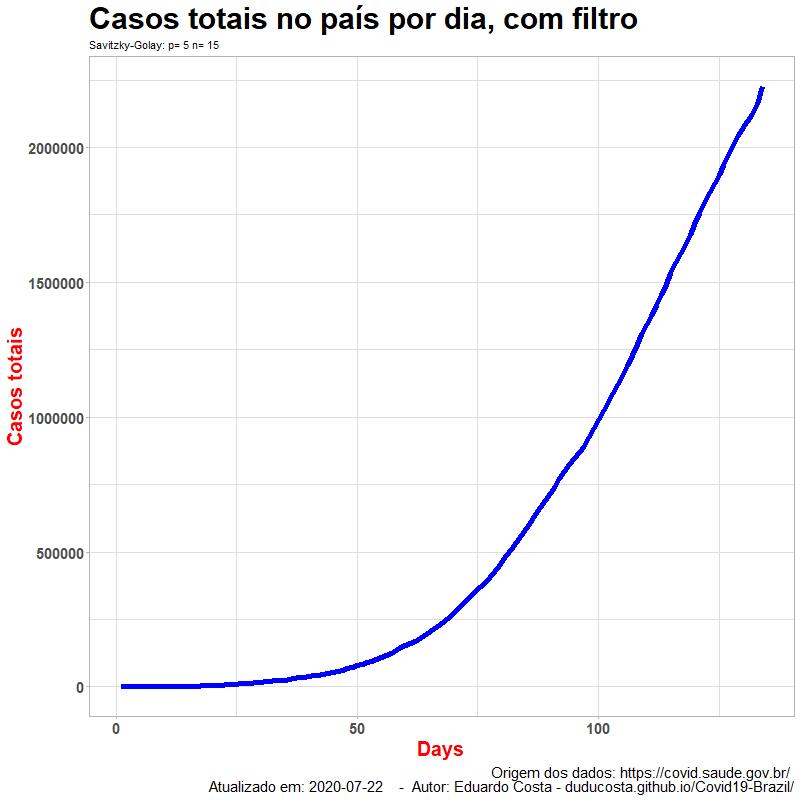 Casos totais no país por dia, com filtro
Savitzky-Golay: p= 5 n= 15
Casos totais
2000000
1500000
1000000
500000
0
0 50 100
Days
Origem dos dados: https://covid.saude.gov.br/
Atualizado em: 2020-07-22 - Autor: Eduardo Costa - duducosta.github.io/Covid19-Brazil/